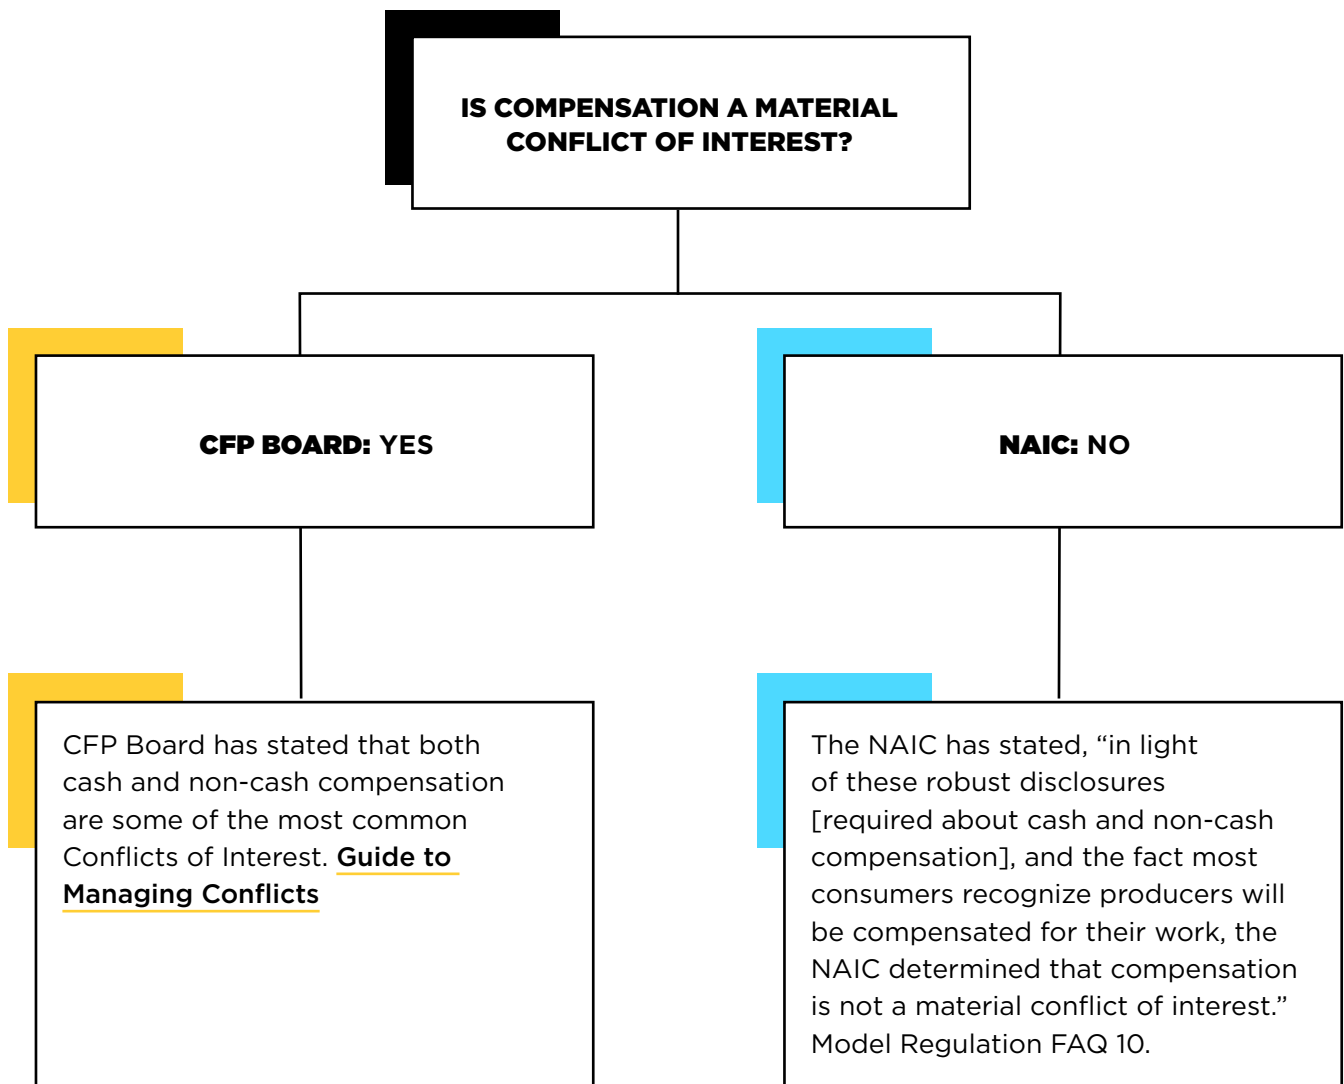 IS COMPENSATION A MATERIAL
CONFLICT OF INTEREST?
CFP BOARD: YES
NAIC: NO
CFP Board has stated that both
cash and non-cash compensation
are some of the most common
Conflicts of Interest. Guide to
Managing Conflicts
The NAIC has stated, “in light
of these robust disclosures
[required about cash and non-cash
compensation], and the fact most
consumers recognize producers will
be compensated for their work, the
NAIC determined that compensation
is not a material conflict of interest.”
Model Regulation FAQ 10.